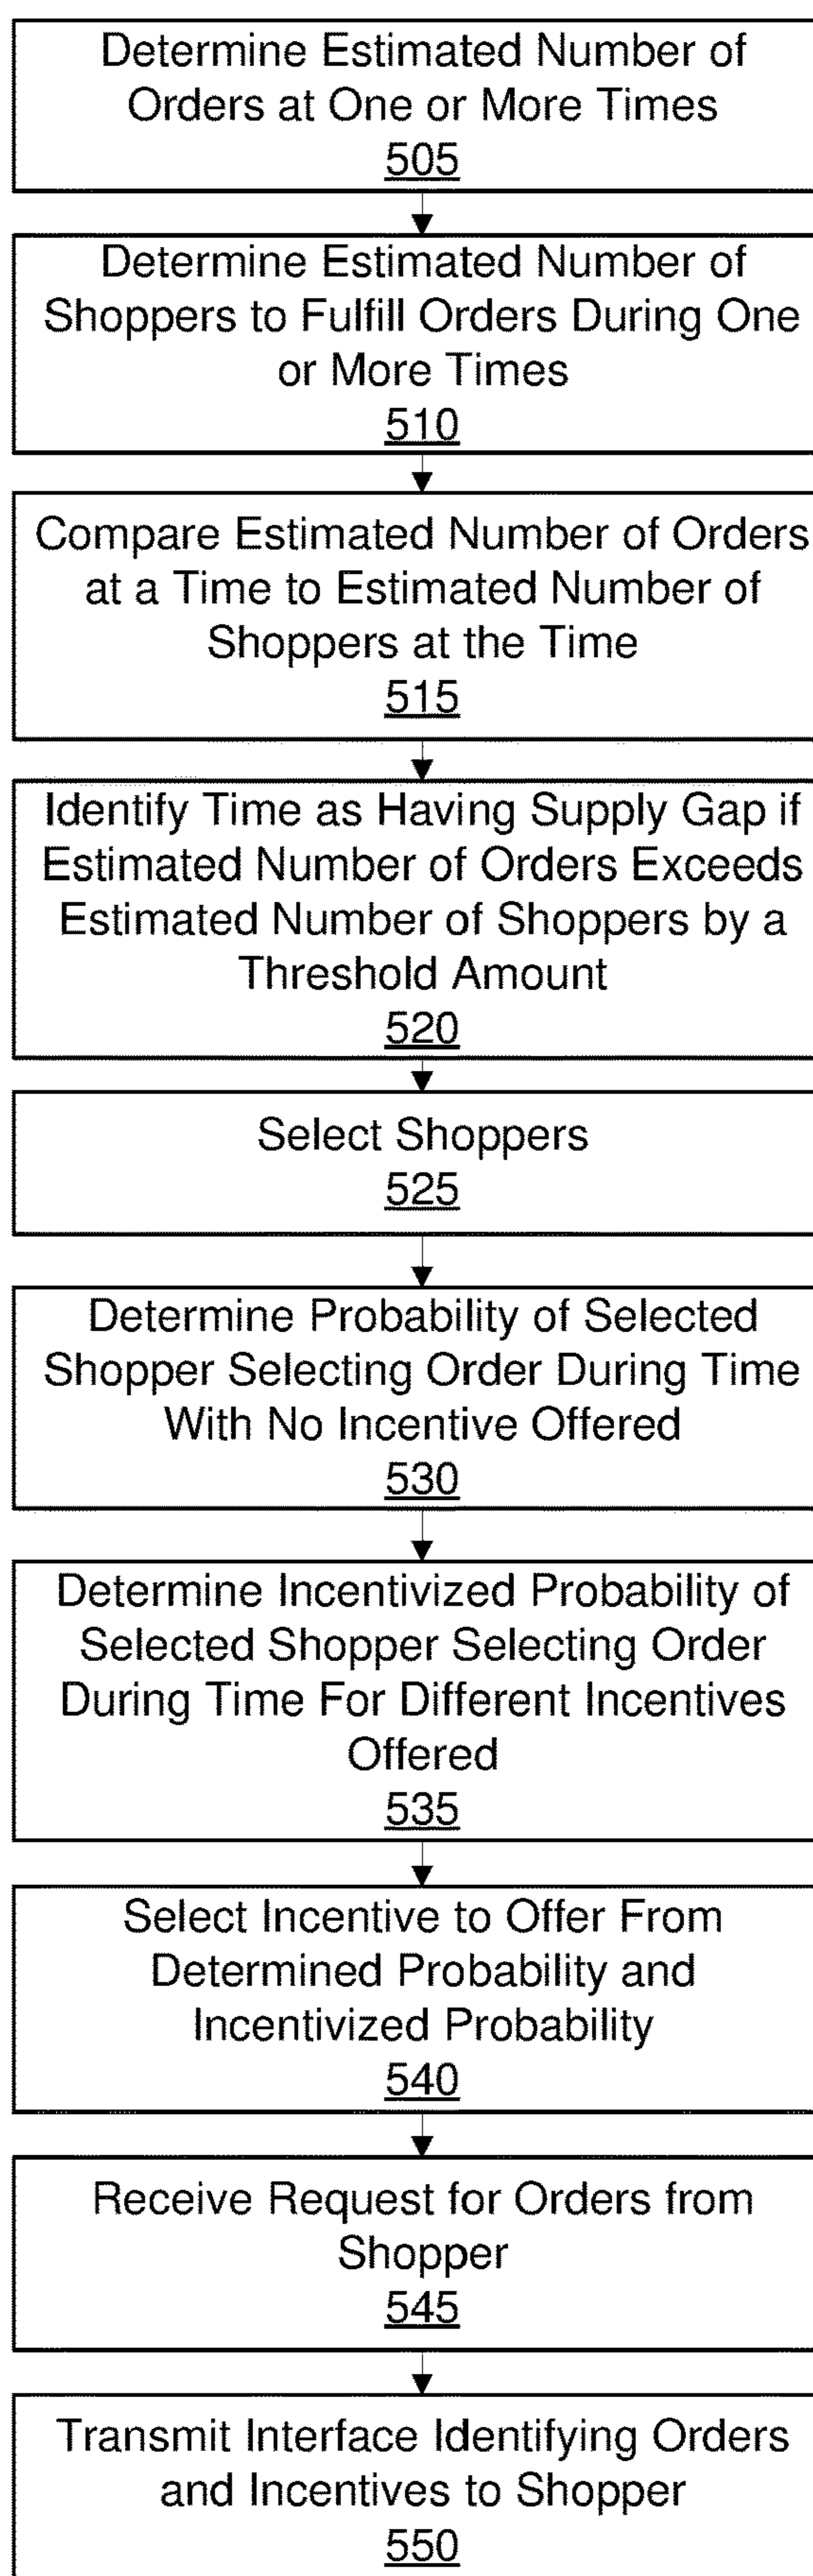 Determine Estimated Number of
Orders at One or More Times
505
Determine Estimated Number of
Shoppers to Fulfill Orders During One
or More Times
510
Compare Estimated Number of Orders
at a Time to Estimated Number of
Shoppers at the Time
515
Identify Time as Having Supply Gap if
Estimated Number of Orders Exceeds
Estimated Number of Shoppers by a
Threshold Amount
520
Select Shoppers
525
Determine Probability of Selected
Shopper Selecting Order During Time
With No Incentive Offered
530
Determine Incentivized Probability of
Selected Shopper Selecting Order
During Time For Different Incentives
Offered
535
Select Incentive to Offer From
Determined Probability and
Incentivized Probability
540
Receive Request for Orders from
Shopper
545
Transmit Interface Identifying Orders
and Incentives to Shopper
550